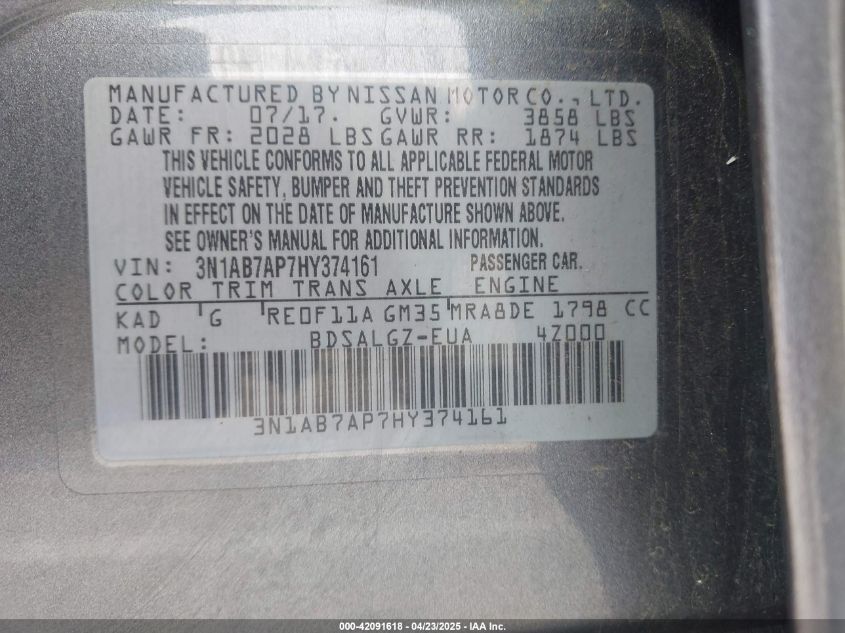 MANUFACTURED BY NISSAN MOTOR CO., LTD.
DATE: 07/17. GVWR: 3858 LBS
GAWR FR: 2028 LBS GAWR RR: 1874 LBS
THIS VEHICLE CONFORMS TO ALL APPLICABLE FEDERAL MOTOR
VEHICLE SAFETY, BUMPER AND THEFT PREVENTION STANDARDS
IN EFFECT ON THE DATE OF MANUFACTURE SHOWN ABOVE.
SEE OWNER'S MANUAL FOR ADDITIONAL INFORMATION.
VIN: 3N1AB7AP7HY374161 PASSENGER CAR.
COLOR TRIM TRANS AXLE ENGINE
KAD G RE0F11A GM35 MRA8DE 1798 CC
MODEL: BDSALGZ-EUA 4Z000
3N1AB7AP7HY374161
000-42091618 - 04/23/2025 - IAA Inc.